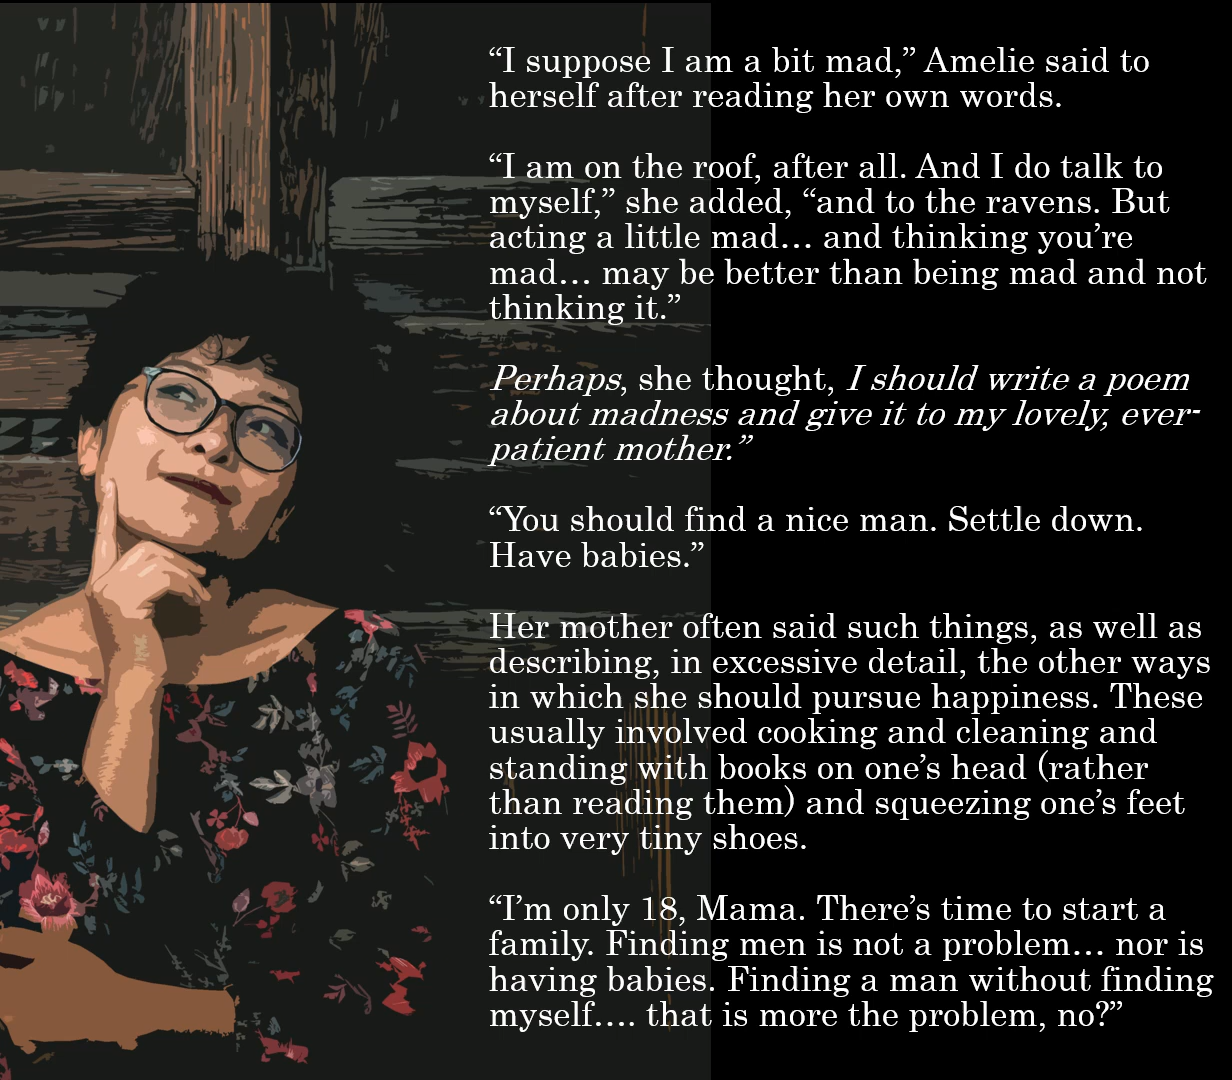 “I suppose I am a bit mad,” Amelie said to
herself after reading her own words.
“I am on the roof, after all. And I do talk to
myself,” she added, “and to the ravens. But
acting a little mad… and thinking you’re
mad… may be better than being mad and not
thinking it.”
Perhaps, she thought, I should write a poem
about madness and give it to my lovely, ever-
patient mother.”
“You should find a nice man. Settle down.
Have babies.”
Her mother often said such things, as well as
describing, in excessive detail, the other ways
in which she should pursue happiness. These
usually involved cooking and cleaning and
standing with books on one’s head (rather
than reading them) and squeezing one’s feet
into very tiny shoes.
“I’m only 18, Mama. There’s time to start a
family. Finding men is not a problem… nor is
having babies. Finding a man without finding
myself…. that is more the problem, no?”